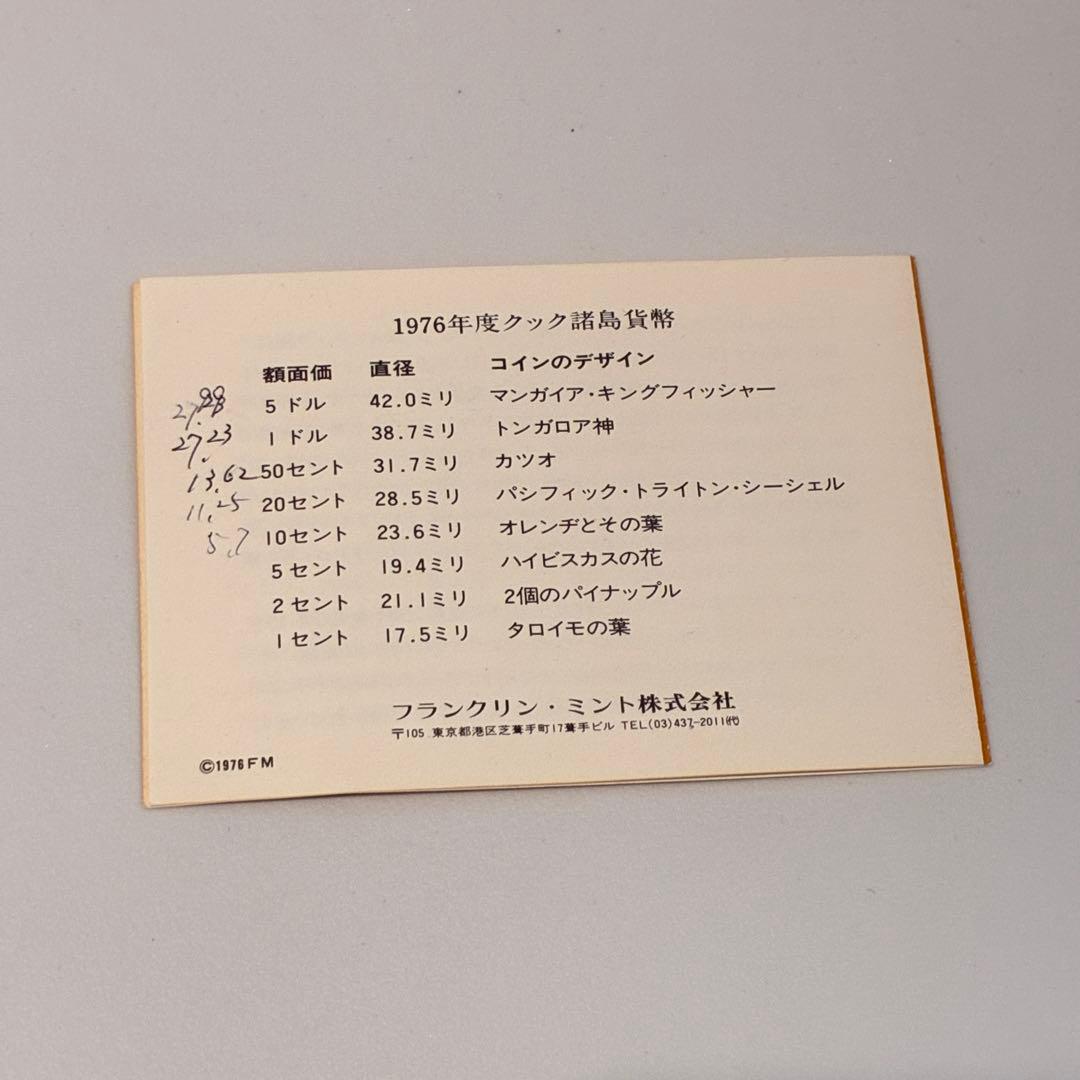 1976年度クック諸島貨幣
額面価 直径 コインのデザイン
5ドル 42.0ミリ マンガイア・キングフィッシャー
27.23 1ドル 38.7ミリ トンガロア神
13.62 50セント 31.7ミリ カツオ
11.25 20セント 28.5ミリ パシフィック・トライトン・シーシェル
5.7 10セント 23.6ミリ オレンヂとその葉
5セント 19.4ミリ ハイビスカスの花
2セント 21.1ミリ 2個のパイナップル
1セント 17.5ミリ タロイモの葉
フランクリン・ミント株式会社
〒105 東京都港区芝葺手町17葺手ビル TEL(03)437-2011㈹
©1976FM